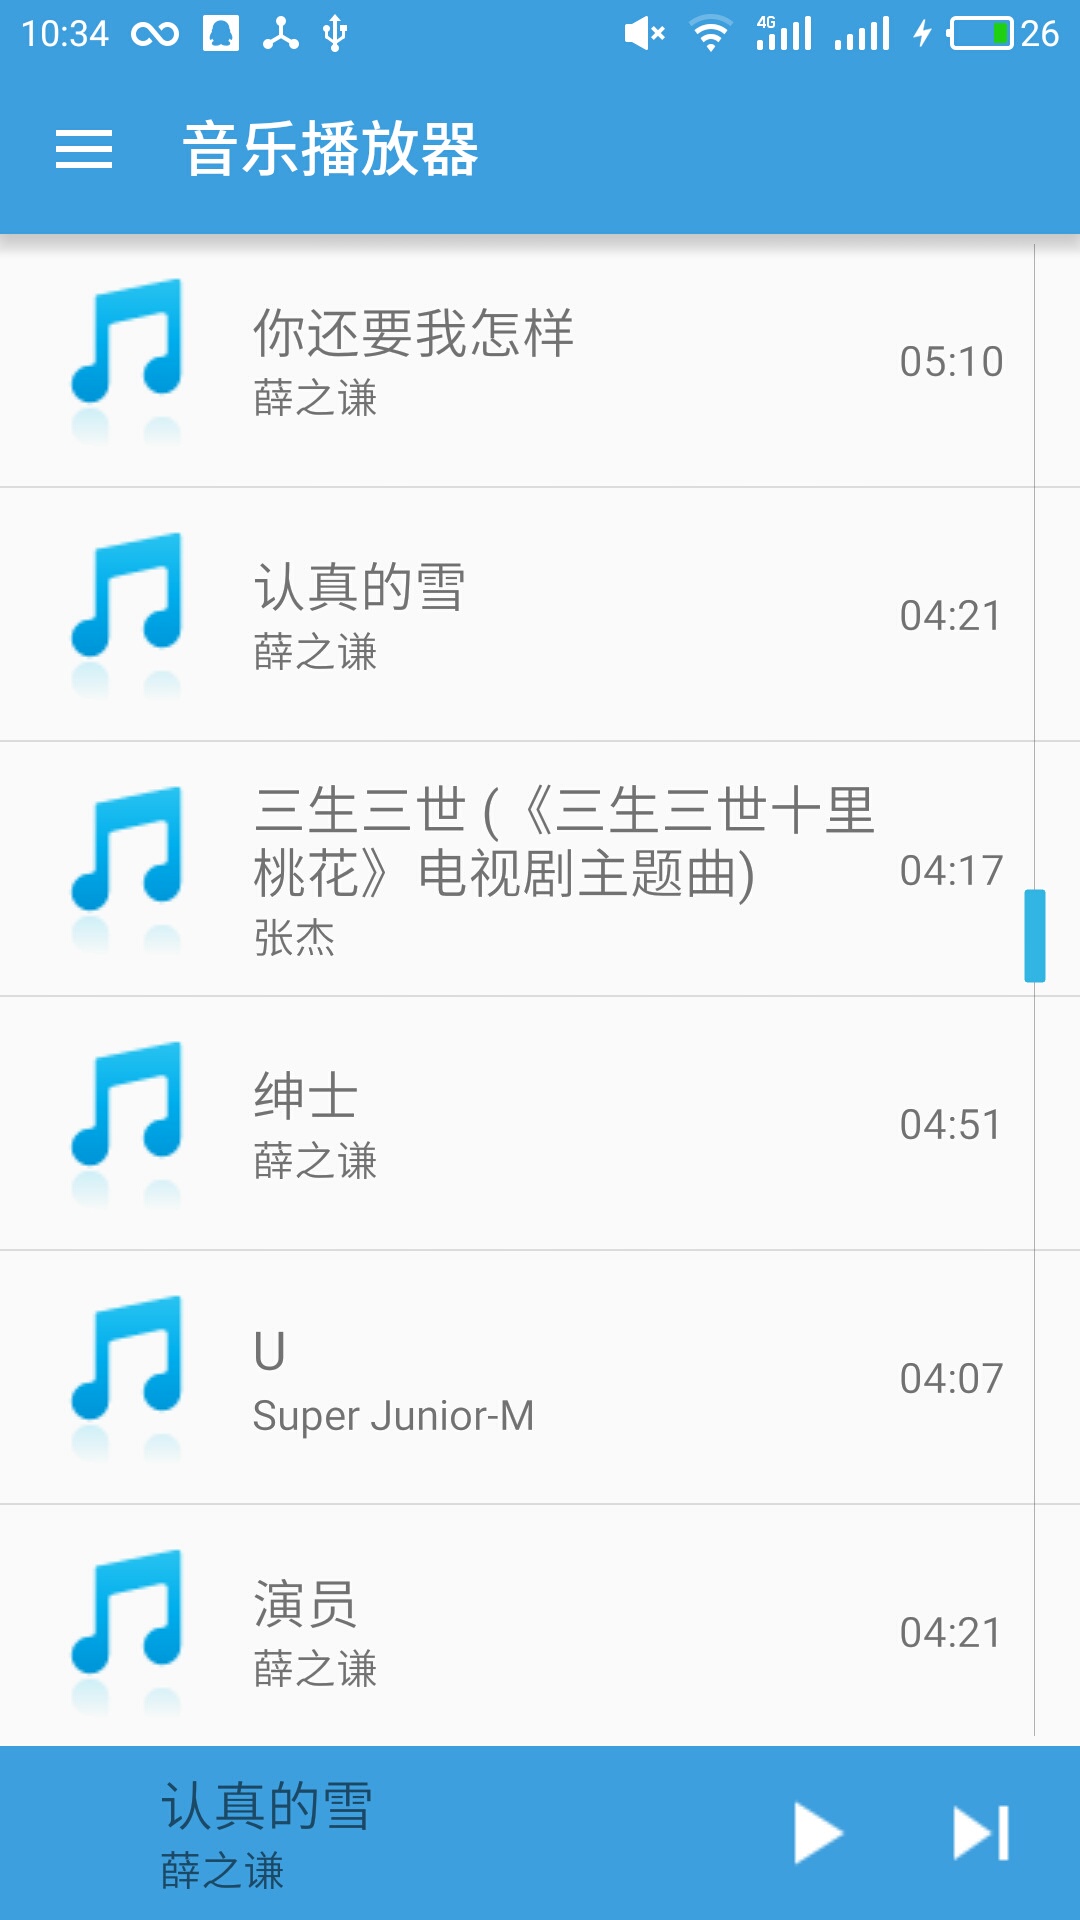 10:34 4G 26
音乐播放器
你还要我怎样
薛之谦
05:10
认真的雪
薛之谦
04:21
三生三世 (《三生三世十里
桃花》电视剧主题曲)
张杰
04:17
绅士
薛之谦
04:51
U
Super Junior-M
04:07
演员
薛之谦
04:21
认真的雪
薛之谦